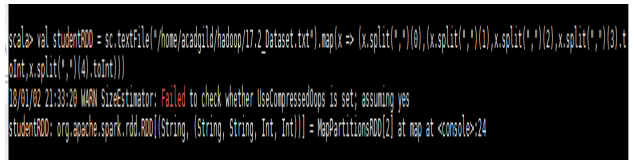 scala> val studentRDD = sc.textFile("/home/acadgild/hadoop/17.2_Dataset.txt").map(x => (x.split(",")(0),(x.split(",")(1),x.split(",")(2),x.split(",")(3).t
oInt,x.split(",")(4).toInt)))
18/01/02 21:33:20 WARN SizeEstimator: Failed to check whether UseCompressedOops is set; assuming yes
studentRDD: org.apache.spark.rdd.RDD[(String, (String, String, Int, Int))] = MapPartitionsRDD[2] at map at <console>:24